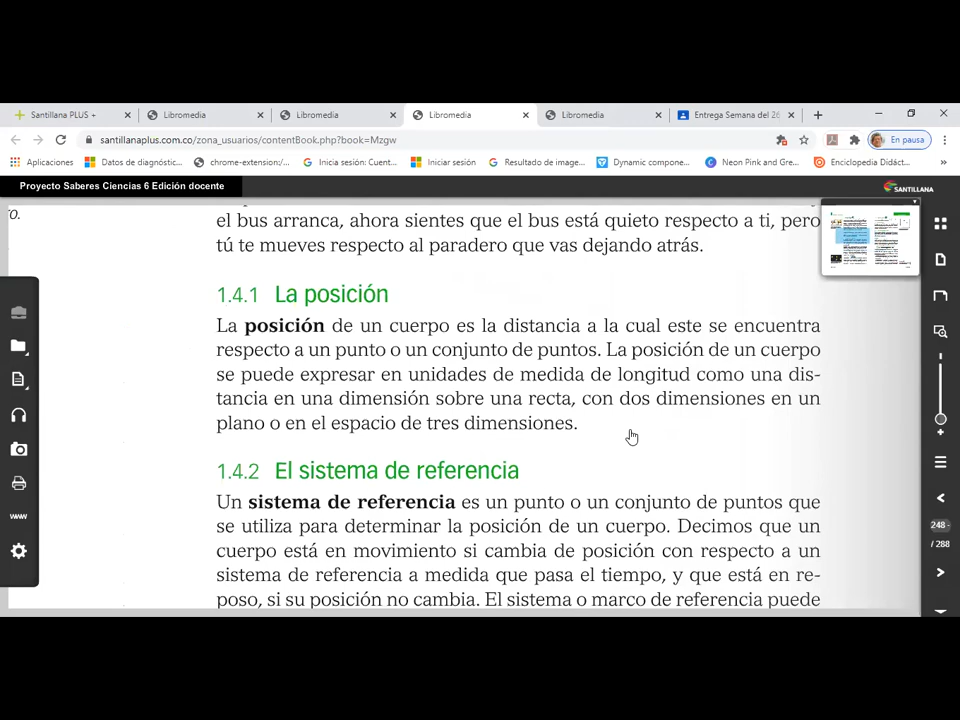 Santillana PLUS +
Libromedia
Libromedia
Libromedia
Libromedia
Entrega Semana del 26
santillanaplus.com.co/zona_usuarios/contentBook.php?book=Mzgw
En pausa
Aplicaciones
Datos de diagnóstic...
chrome-extension:/...
Inicia sesión: Cuent...
Iniciar sesión
Resultado de image...
Dynamic compone...
Neon Pink and Gre...
Enciclopedia Didáct...
»
Proyecto Saberes Ciencias 6 Edición docente
SANTILLANA
ro.
el bus arranca, ahora sientes que el bus está quieto respecto a ti, pero
tú te mueves respecto al paradero que vas dejando atrás.
1.4.1 La posición
La posición de un cuerpo es la distancia a la cual este se encuentra
respecto a un punto o un conjunto de puntos. La posición de un cuerpo
se puede expresar en unidades de medida de longitud como una dis-
tancia en una dimensión sobre una recta, con dos dimensiones en un
plano o en el espacio de tres dimensiones.
1.4.2 El sistema de referencia
Un sistema de referencia es un punto o un conjunto de puntos que
se utiliza para determinar la posición de un cuerpo. Decimos que un
cuerpo está en movimiento si cambia de posición con respecto a un
sistema de referencia a medida que pasa el tiempo, y que está en re-
poso, si su posición no cambia. El sistema o marco de referencia puede
www
248 -
/ 288